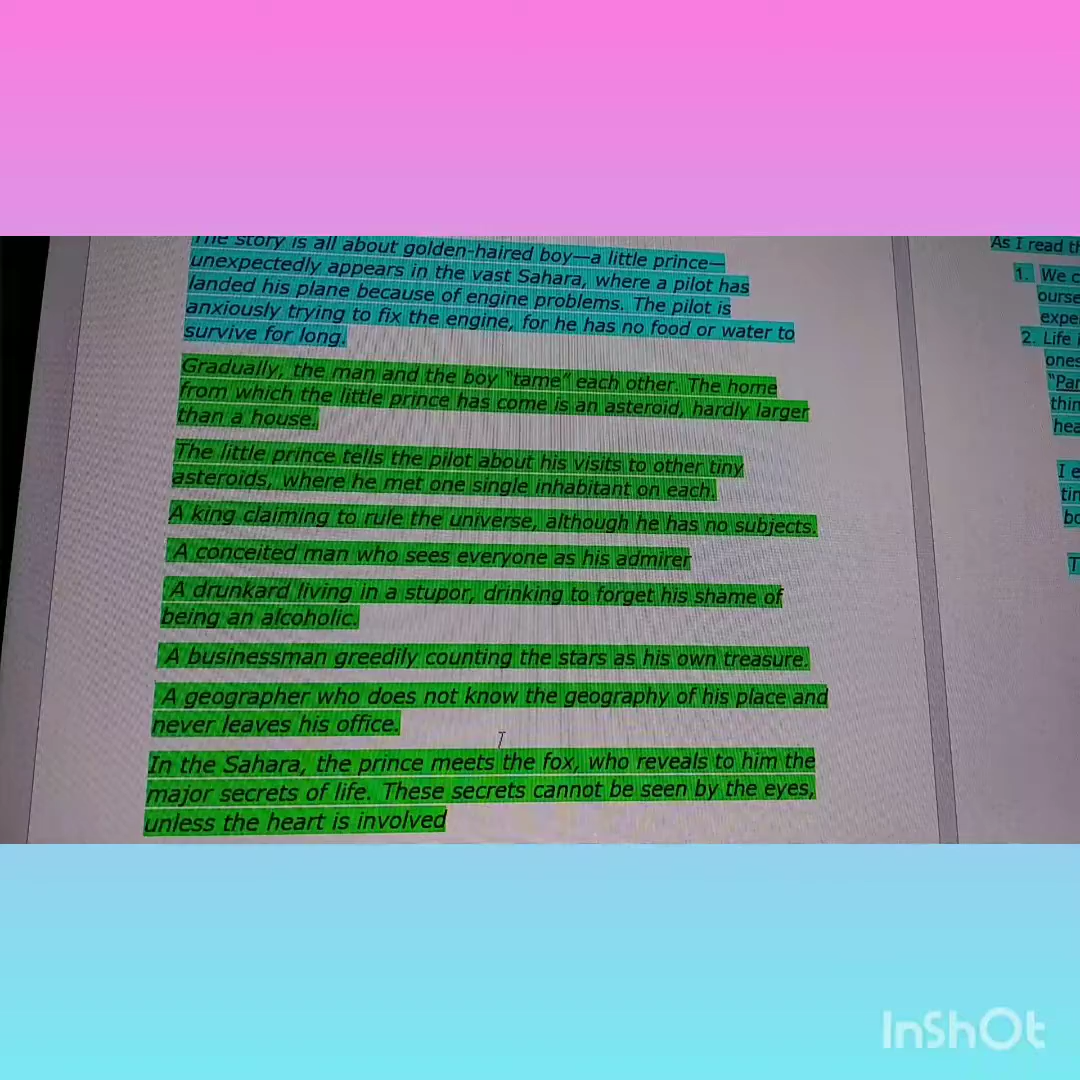 The story is all about golden-haired boy—a little prince—
unexpectedly appears in the vast Sahara, where a pilot has
landed his plane because of engine problems. The pilot is
anxiously trying to fix the engine, for he has no food or water to
survive for long.
Gradually, the man and the boy "tame" each other. The home
from which the little prince has come is an asteroid, hardly larger
than a house.
The little prince tells the pilot about his visits to other tiny
asteroids, where he met one single inhabitant on each.
A king claiming to rule the universe, although he has no subjects.
A conceited man who sees everyone as his admirer
A drunkard living in a stupor, drinking to forget his shame of
being an alcoholic.
A businessman greedily counting the stars as his own treasure.
A geographer who does not know the geography of his place and
never leaves his office.
In the Sahara, the prince meets the fox, who reveals to him the
major secrets of life. These secrets cannot be seen by the eyes,
unless the heart is involved
As I read
1. We
2. Life
ones
I
InShOt